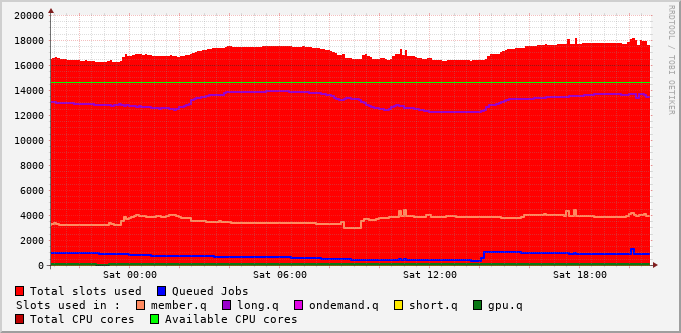 20000
18000
16000
14000
12000
10000
8000
6000
4000
2000
0
Sat 00:00 Sat 06:00 Sat 12:00 Sat 18:00
RRDTOOL / TOBI OETIKER
Total slots used Queued Jobs
Slots used in : member.q long.q ondemand.q short.q gpu.q
Total CPU cores Available CPU cores